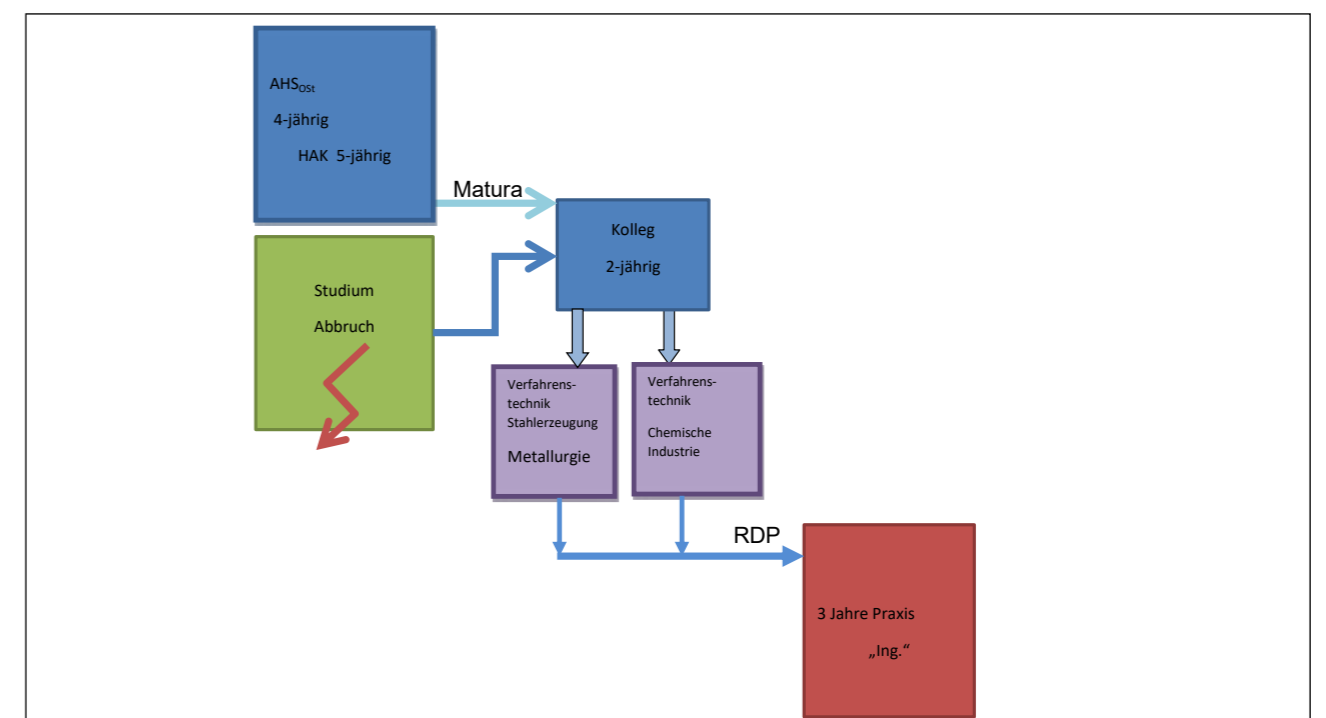 AHSOSt
4-jährig
HAK 5-jährig
Matura
Kolleg
2-jährig
Studium
Abbruch
Verfahrens-
technik
Stahlerzeugung
Metallurgie
Verfahrens-
technik
Chemische
Industrie
RDP
3 Jahre Praxis
„Ing.“